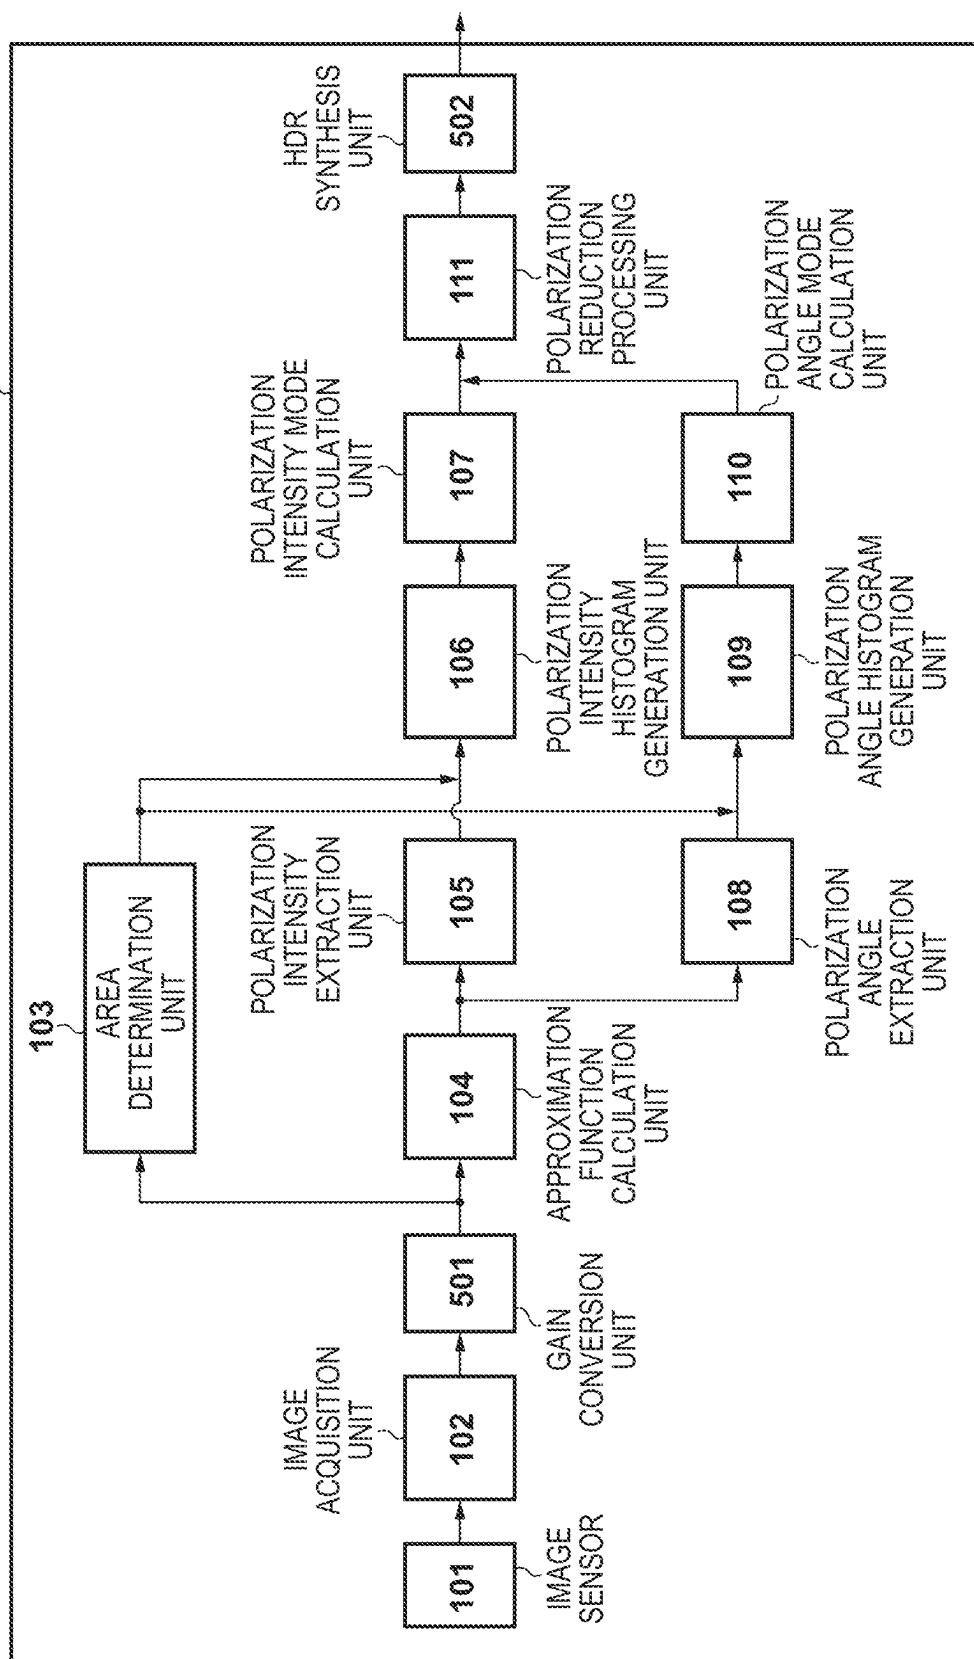 103
AREA
DETERMINATION
UNIT
IMAGE
ACQUISITION
UNIT
POLARIZATION
INTENSITY
EXTRACTION
UNIT
POLARIZATION
INTENSITY MODE
CALCULATION
UNIT
HDR
SYNTHESIS
UNIT
101
102
501
104
105
106
107
111
502
IMAGE
SENSOR
GAIN
CONVERSION
UNIT
APPROXIMATION
FUNCTION
CALCULATION
UNIT
POLARIZATION
INTENSITY
HISTOGRAM
GENERATION UNIT
POLARIZATION
REDUCTION
PROCESSING
UNIT
108
109
110
POLARIZATION
ANGLE MODE
CALCULATION
UNIT
POLARIZATION
ANGLE
EXTRACTION
UNIT
POLARIZATION
ANGLE HISTOGRAM
GENERATION
UNIT